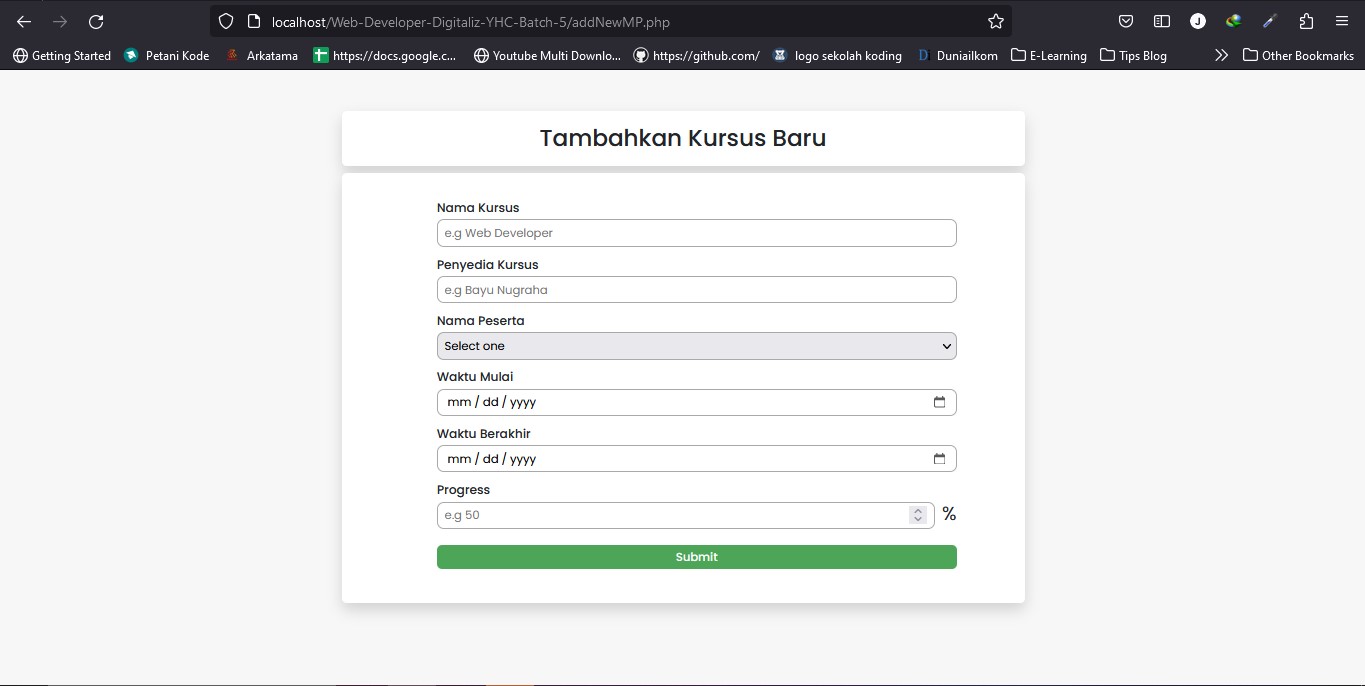 localhost/Web-Developer-Digitaliz-YHC-Batch-5/addNewMP.php
J
Getting Started Petani Kode Arkatama https://docs.google.c... Youtube Multi Downlo... https://github.com/ logo sekolah koding Duniailkom E-Learning Tips Blog Other Bookmarks
Tambahkan Kursus Baru
Nama Kursus
e.g Web Developer
Penyedia Kursus
e.g Bayu Nugraha
Nama Peserta
Select one
Waktu Mulai
mm / dd / yyyy
Waktu Berakhir
mm / dd / yyyy
Progress
e.g 50 %
Submit